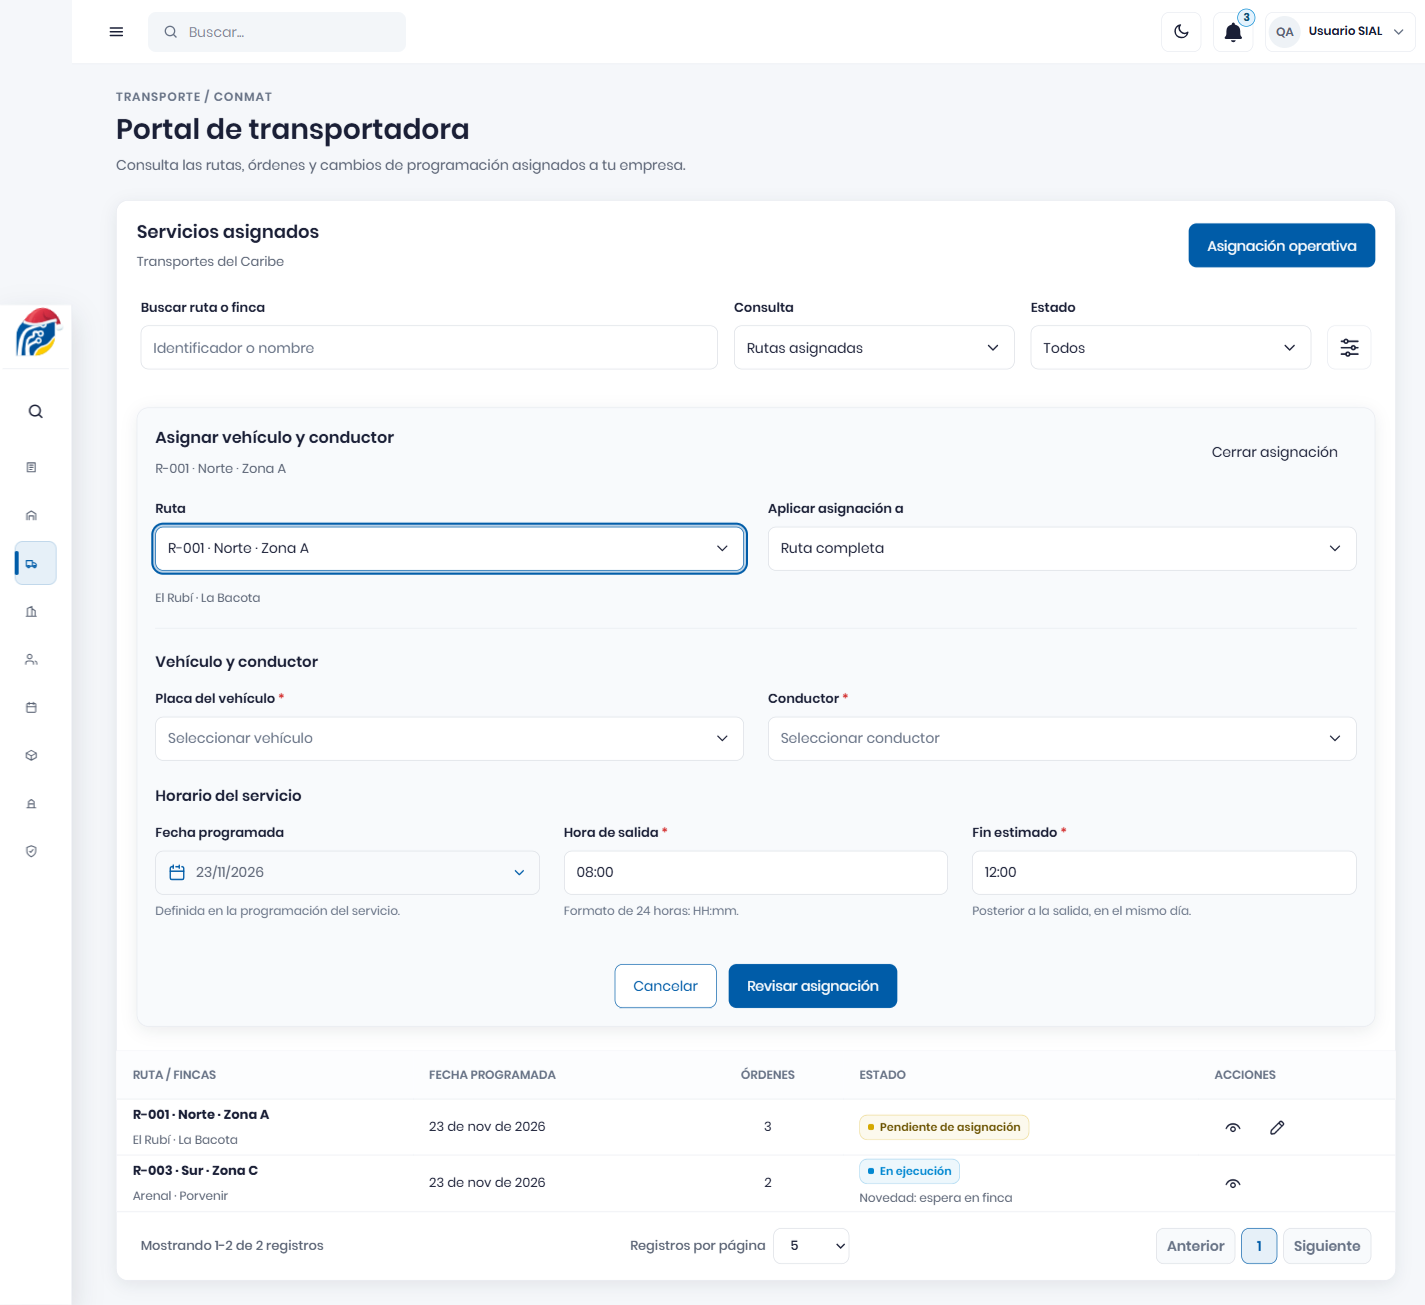 Buscar...
3
QA
Usuario SIAL
TRANSPORTE / CONMAT
Portal de transportadora
Consulta las rutas, órdenes y cambios de programación asignados a tu empresa.
Servicios asignados
Transportes del Caribe
Asignación operativa
Buscar ruta o finca
Consulta
Estado
Identificador o nombre
Rutas asignadas
Todos
Asignar vehículo y conductor
R-001 · Norte · Zona A
Cerrar asignación
Ruta
Aplicar asignación a
R-001 · Norte · Zona A
Ruta completa
El Rubí · La Bacota
Vehículo y conductor
Placa del vehículo *
Conductor *
Seleccionar vehículo
Seleccionar conductor
Horario del servicio
Fecha programada
Hora de salida *
Fin estimado *
23/11/2026
08:00
12:00
Definida en la programación del servicio.
Formato de 24 horas: HH:mm.
Posterior a la salida, en el mismo día.
Cancelar
Revisar asignación
RUTA / FINCAS
FECHA PROGRAMADA
ÓRDENES
ESTADO
ACCIONES
R-001 · Norte · Zona A
El Rubí · La Bacota
23 de nov de 2026
3
Pendiente de asignación
R-003 · Sur · Zona C
Arenal · Porvenir
23 de nov de 2026
2
En ejecución
Novedad: espera en finca
Mostrando 1-2 de 2 registros
Registros por página
5
Anterior
1
Siguiente